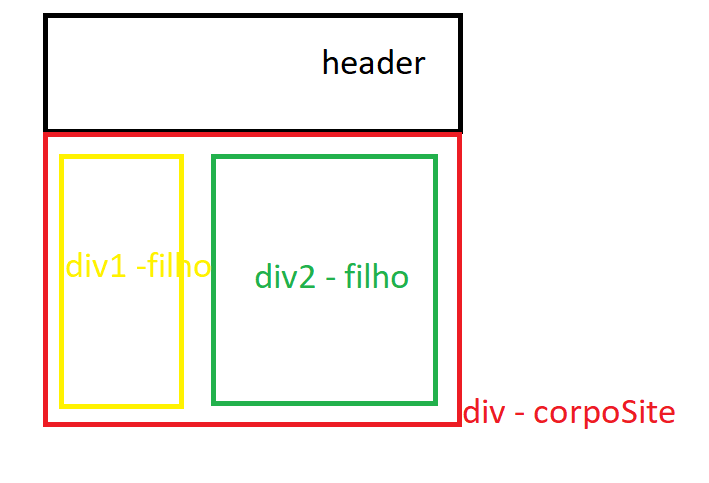 header
div1 -filho
div2 - filho
div - corpoSite